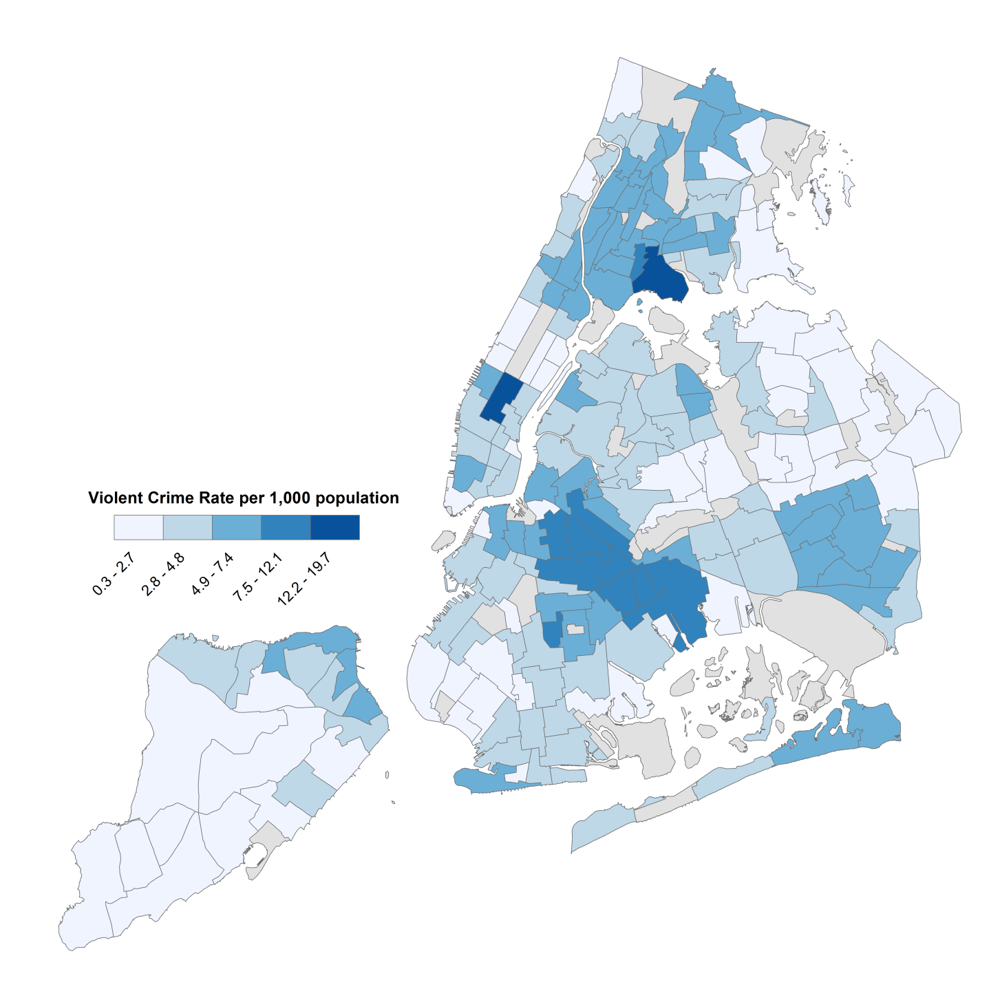 Violent Crime Rate per 1,000 population
0.3 - 2.7
2.8 - 4.8
4.9 - 7.4
7.5 - 12.1
12.2 - 19.7